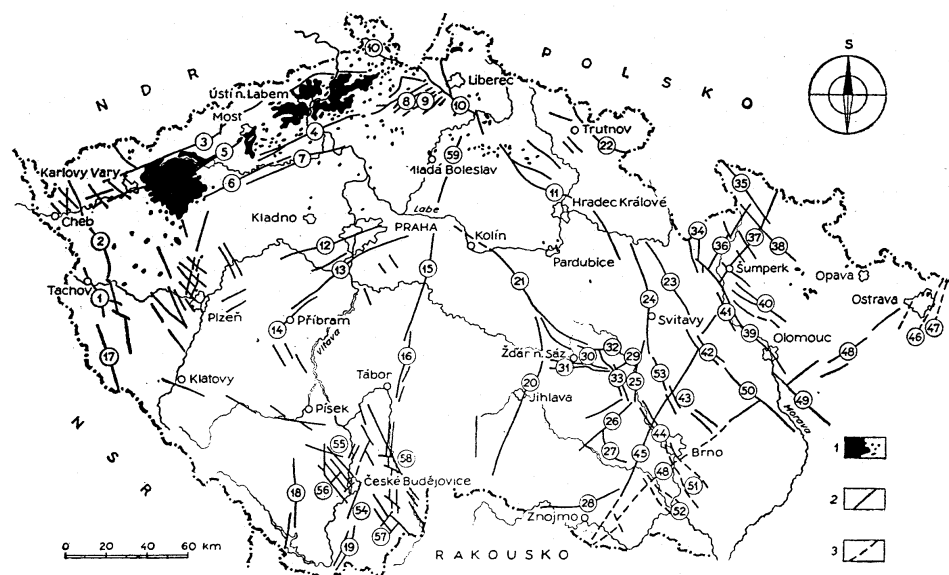 NDR
POLSKO
S
10
Liberec
Ústí n. Labem
8 9 10
Most
4
3
5
7
Trutnov
22
59
Mladá Boleslav
Karlovy Vary
6
35
11
Hradec Králové
Cheb
Kladno
Labe
PRAHA
34 36 37 38
2
12
Kolín
Pardubice
Šumperk
Opava
13
15
21
23
Tachov
1
Plzeň
24
40
Ostrava
14
Příbram
Vltava
Svitavy
41
39
46 47
Olomouc
17
16
Žďár n. Sáz.
32
30
31
29
42
48
Klatovy
Tábor
33
25
53
20
Jihlava
50
49
Písek
26
43
Morava
NSR
55
58
27
44
45
Brno
1
56
České Budějovice
48
51
18
54
28
Znojmo
52
2
57
19
0 20 40 60 km
RAKOUSKO
3